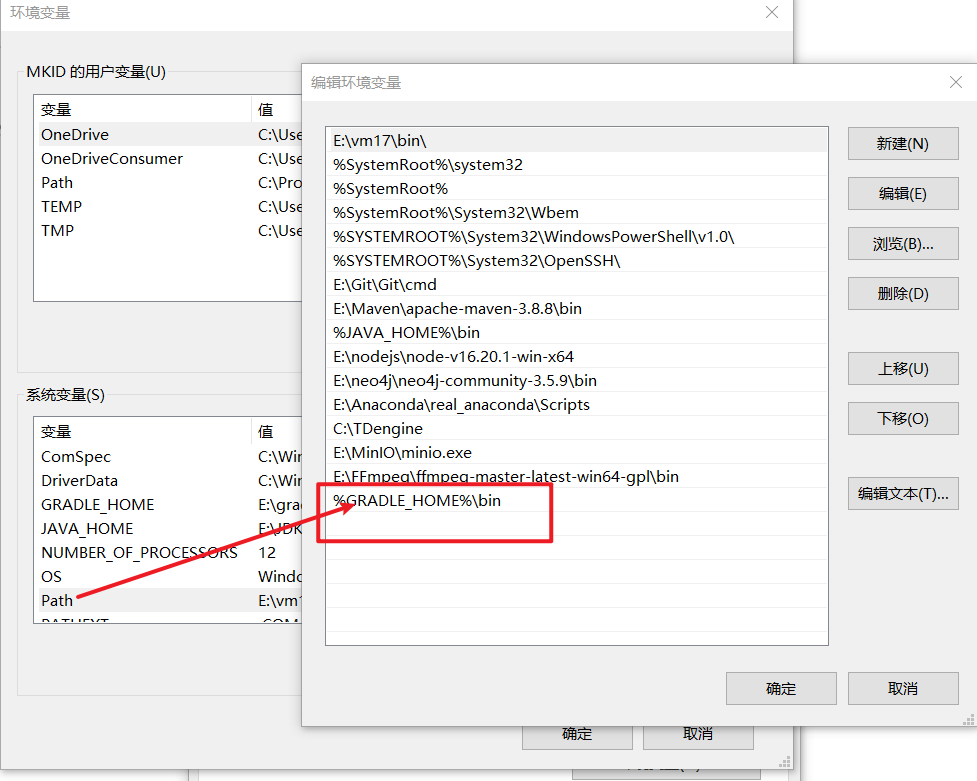 环境变量
MKID 的用户变量(U)
变量 值
OneDrive C:\Use
OneDriveConsumer C:\Use
Path C:\Pro
TEMP C:\Use
TMP C:\Use
系统变量(S)
变量 值
ComSpec C:\Win
DriverData C:\Win
GRADLE_HOME E:\grad
JAVA_HOME E:\JDK
NUMBER_OF_PROCESSORS 12
OS Windo
Path E:\vm1
PATHEXT .COM
确定
取消
编辑环境变量
E:\vm17\bin\
%SystemRoot%\system32
%SystemRoot%
%SystemRoot%\System32\Wbem
%SYSTEMROOT%\System32\WindowsPowerShell\v1.0\
%SYSTEMROOT%\System32\OpenSSH\
E:\Git\Git\cmd
E:\Maven\apache-maven-3.8.8\bin
%JAVA_HOME%\bin
E:\nodejs\node-v16.20.1-win-x64
E:\neo4j\neo4j-community-3.5.9\bin
E:\Anaconda\real_anaconda\Scripts
C:\TDengine
E:\MinIO\minio.exe
E:\FFmpeg\ffmpeg-master-latest-win64-gpl\bin
%GRADLE_HOME%\bin
新建(N)
编辑(E)
浏览(B)...
删除(D)
上移(U)
下移(O)
编辑文本(T)...
确定
取消